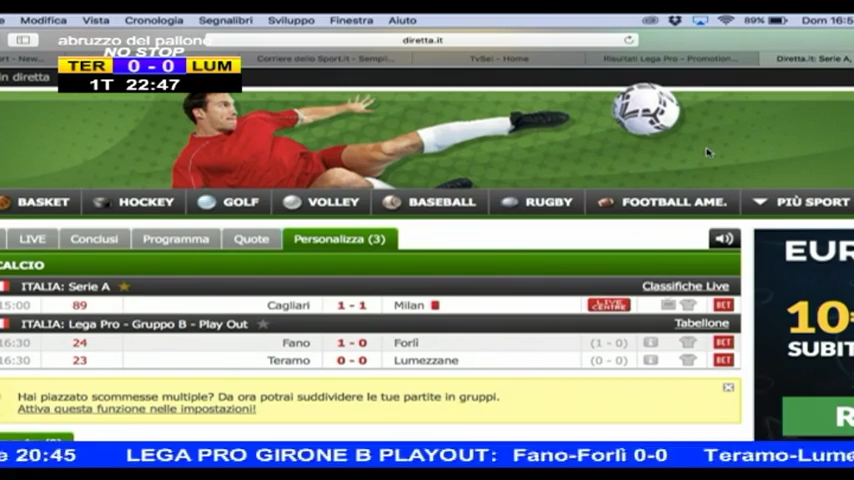 Modifica Vista Cronologia Segnalibri Sviluppo Finestra Aiuto 89% Dom 16:5
abruzzo del pallone
NO STOP
diretta.it
TER 0 - 0 LUM
1T 22:47
ort - New... Corriere dello Sport.it - Sempl... TvSei - Home Risultati Lega Pro - Promotion... Diretta.it: Serie A,
in diretta
BASKET HOCKEY GOLF VOLLEY BASEBALL RUGBY FOOTBALL AME. PIÙ SPORT
LIVE Conclusi Programma Quote Personalizza (3)
CALCIO
ITALIA: Serie A Classifiche Live
15:00 89 Cagliari 1 - 1 Milan LIVE CENTRE BET
ITALIA: Lega Pro - Gruppo B - Play Out Tabellone
16:30 24 Fano 1 - 0 Forlì (1 - 0) BET
16:30 23 Teramo 0 - 0 Lumezzane (0 - 0) BET
Hai piazzato scommesse multiple? Da ora potrai suddividere le tue partite in gruppi.
Attiva questa funzione nelle impostazioni!
EUR
10
SUBIT
R
e 20:45 LEGA PRO GIRONE B PLAYOUT: Fano-Forlì 0-0 Teramo-Lume